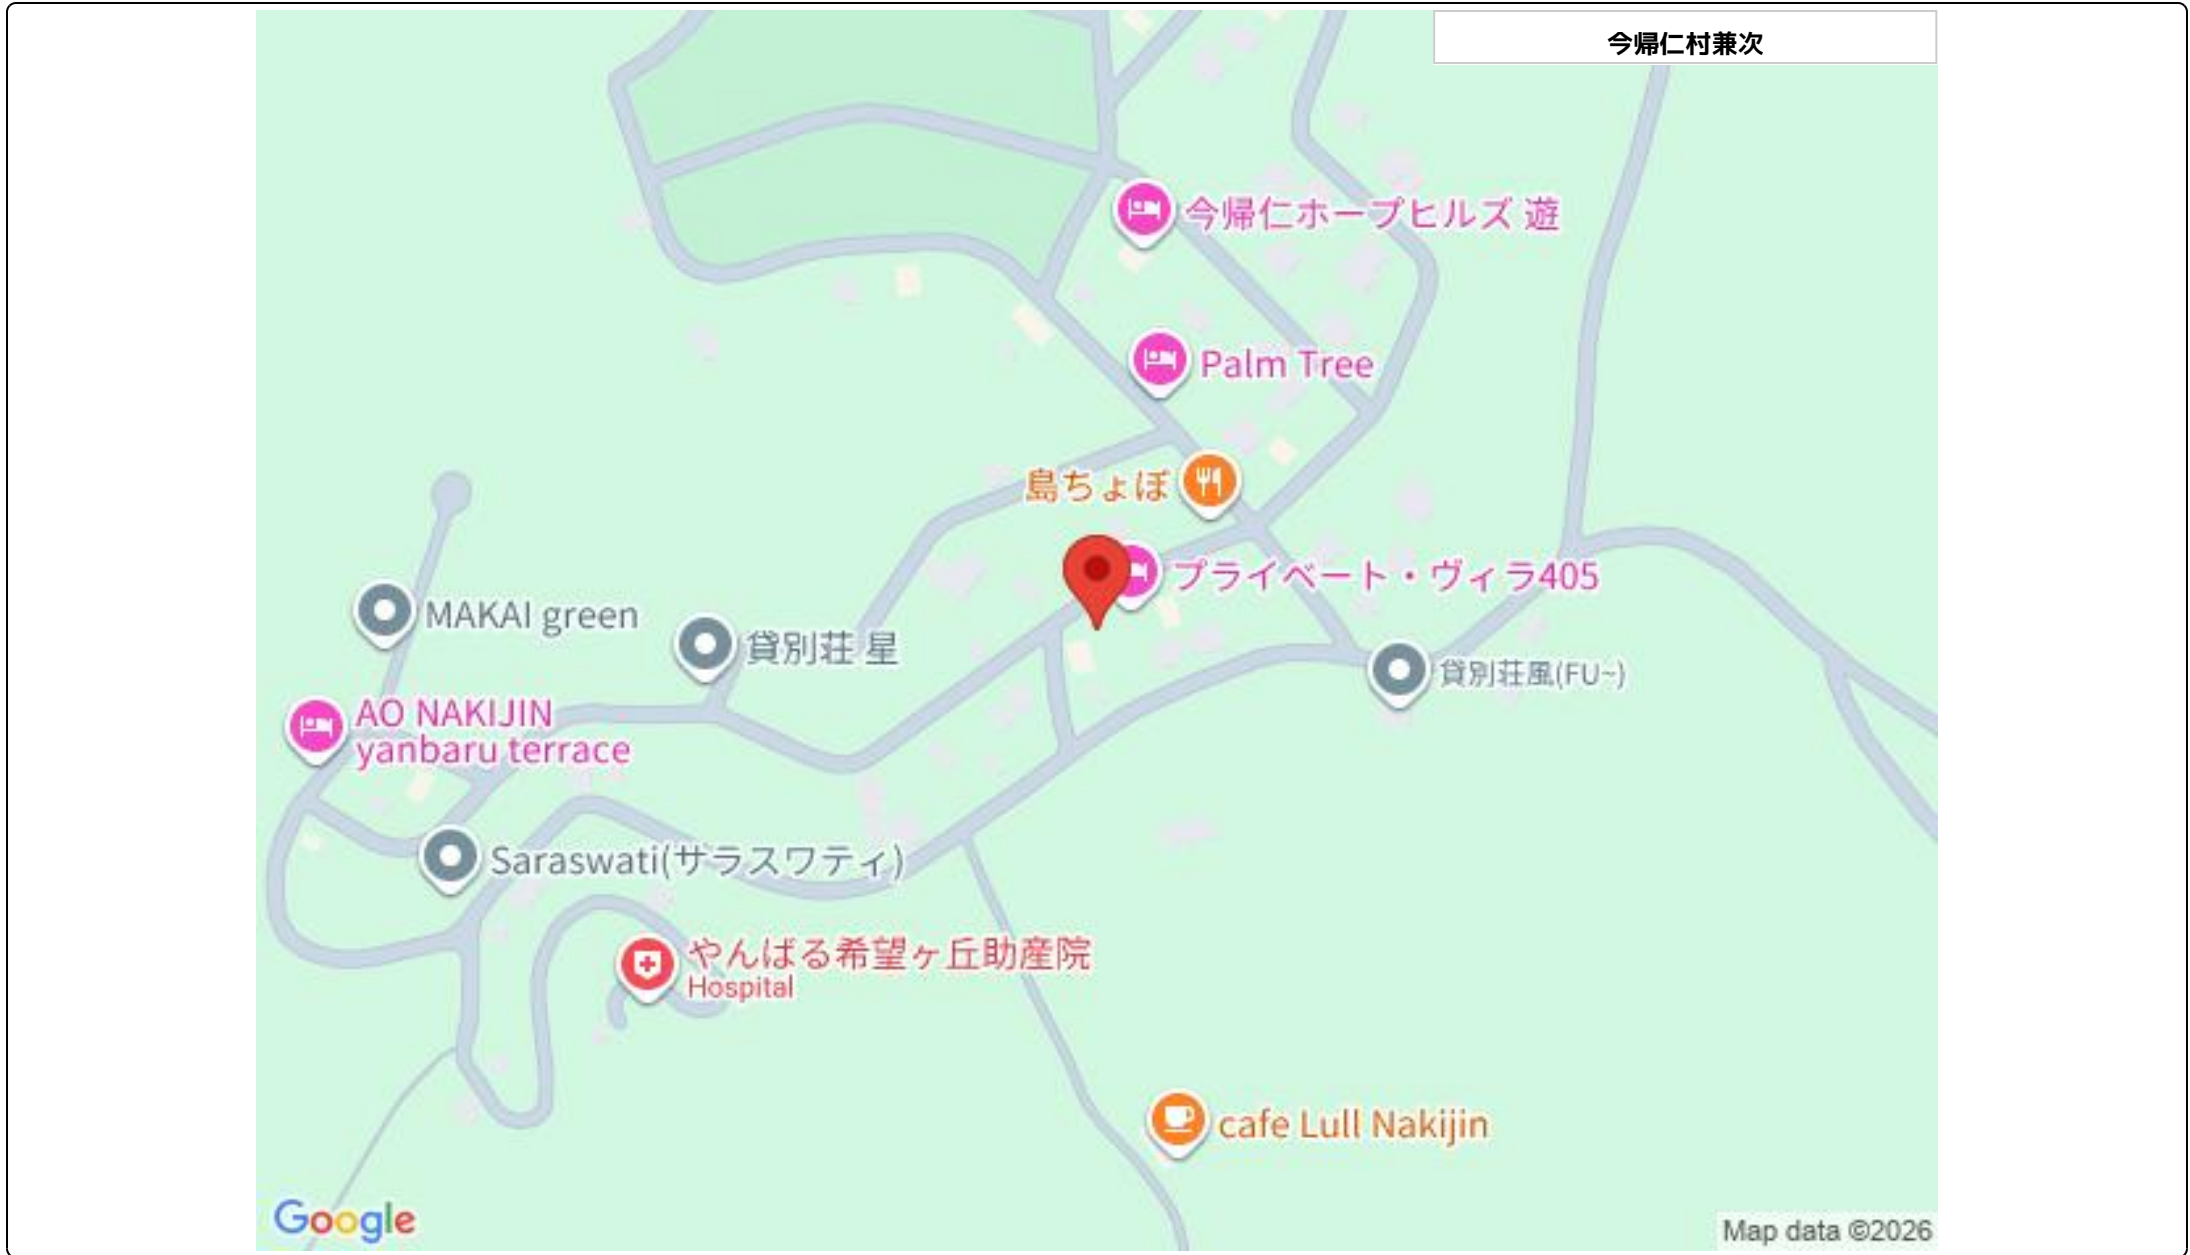 今帰仁村兼次
今帰仁ホープヒルズ 遊
Palm Tree
島ちょぼ
プライベート・ヴィラ405
MAKAI green
貸別荘 星
貸別荘風(FU~)
AO NAKIJIN
yanbaru terrace
Saraswati(サラスワティ)
やんばる希望ヶ丘助産院
Hospital
cafe Lull Nakijin
Google
Map data ©2026